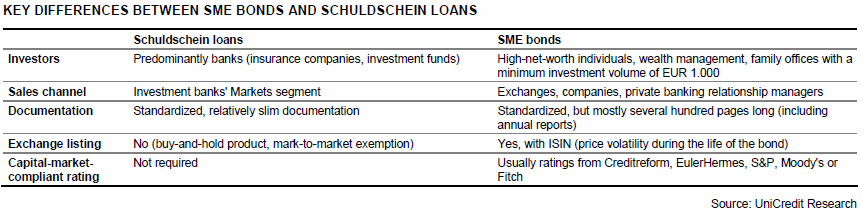 KEY DIFFERENCES BETWEEN SME BONDS AND SCHULDSCHEIN LOANS
Schuldschein loans SME bonds
Investors Predominantly banks (insurance companies, investment funds) High-net-worth individuals, wealth management, family offices with a
minimum investment volume of EUR 1.000
Sales channel Investment banks' Markets segment Exchanges, companies, private banking relationship managers
Documentation Standardized, relatively slim documentation Standardized, but mostly several hundred pages long (including
annual reports)
Exchange listing No (buy-and-hold product, mark-to-market exemption) Yes, with ISIN (price volatility during the life of the bond)
Capital-market- Not required Usually ratings from Creditreform, EulerHermes, S&P, Moody's or
compliant rating Fitch
Source: UniCredit Research